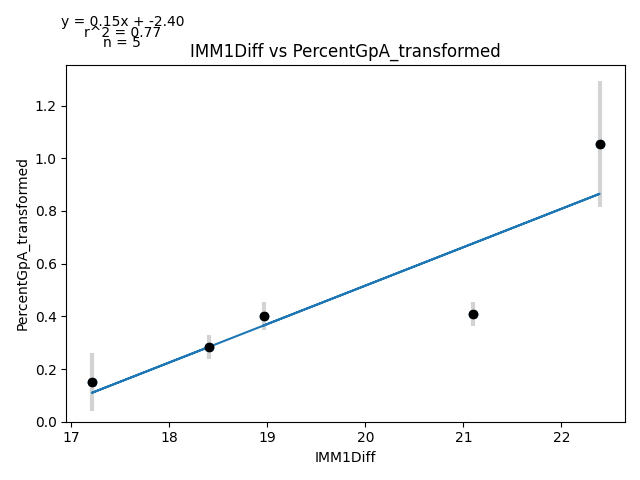 y = 0.15x + -2.40
r^2 = 0.77
n = 5
IMM1Diff vs PercentGpA_transformed
1.2
1.0
0.8
0.6
0.4
0.2
0.0
PercentGpA_transformed
17 18 19 20 21 22
IMM1Diff